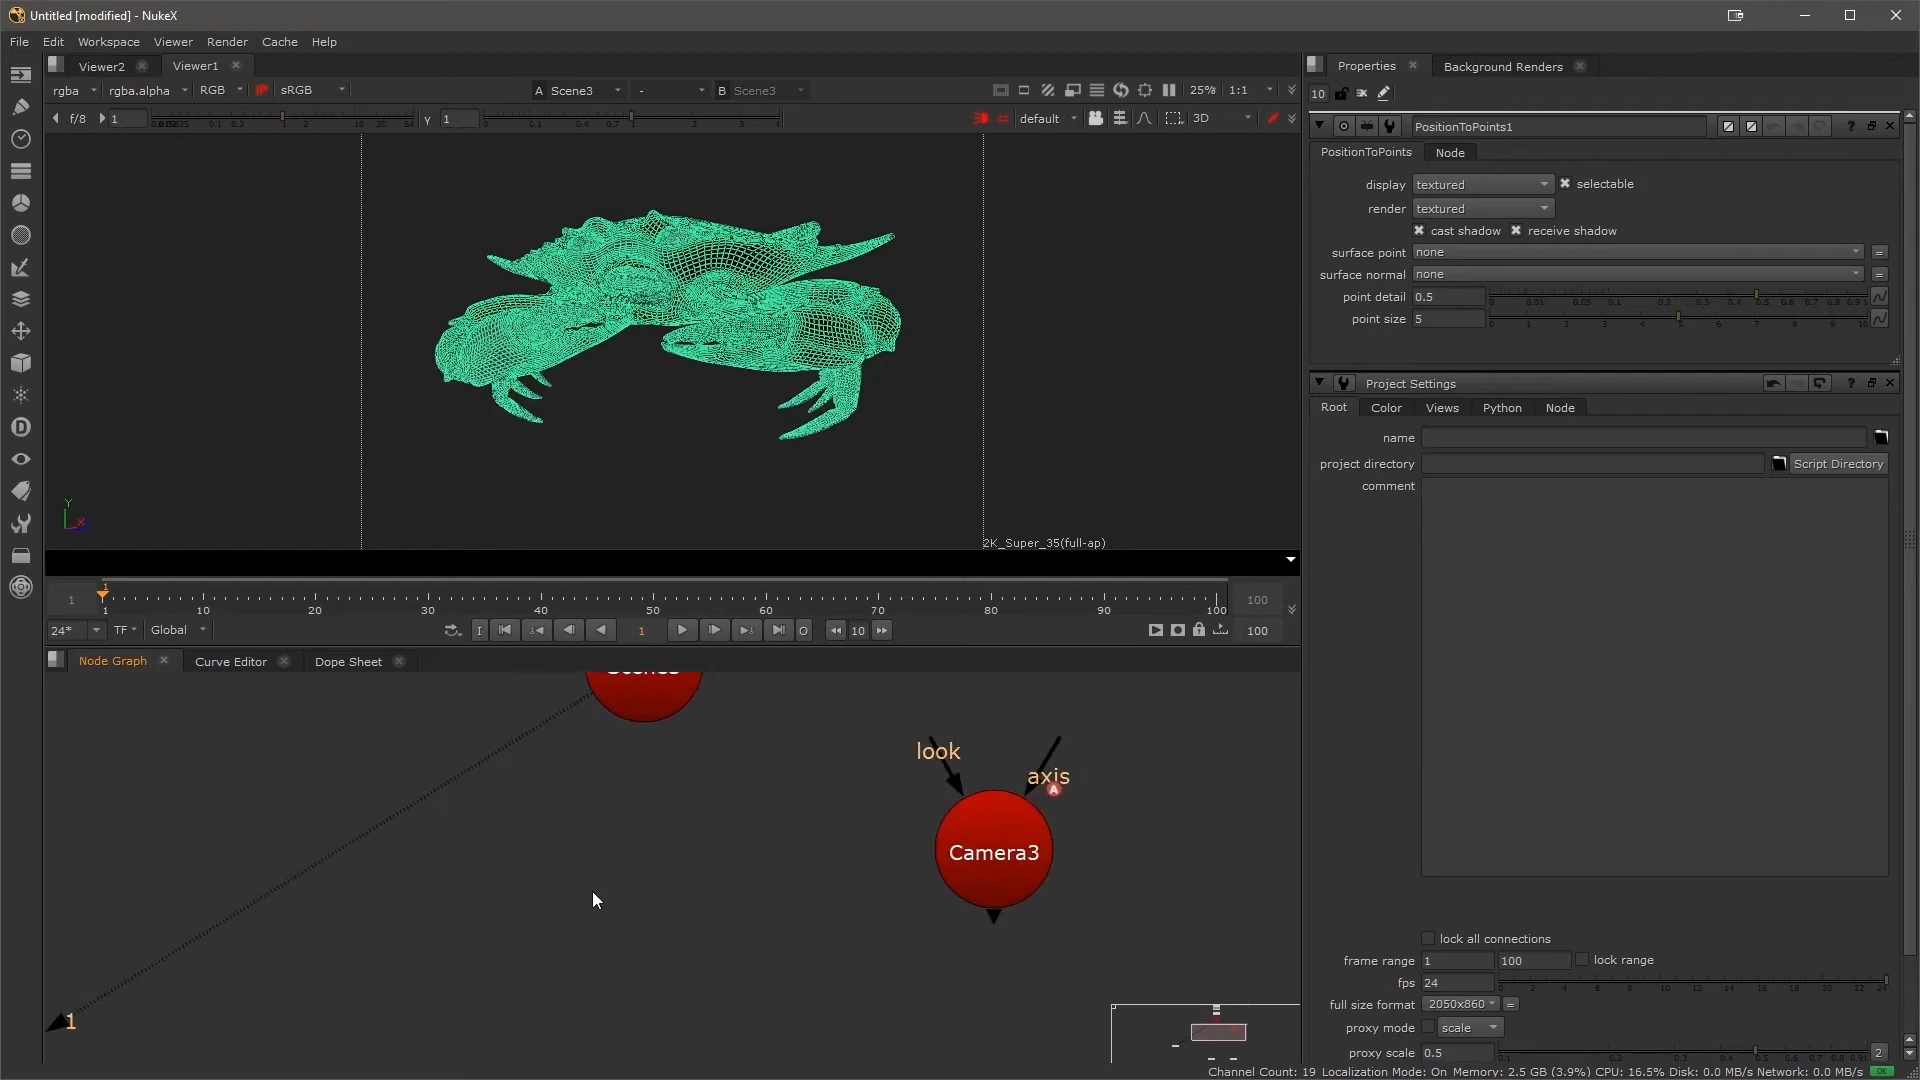 Untitled [modified] - NukeX
File Edit Workspace Viewer Render Cache Help
Viewer2 Viewer1
rgba rgba.alpha RGB IP sRGB A Scene3 - B Scene3 25% 1:1
f/8 1 Y 1 default 3D
Y
X
2K_Super_35(full-ap)
1 1 100
1 10 20 30 40 50 60 70 80 90 100
24* TF Global I 1 O 10 100
Node Graph Curve Editor Dope Sheet
look
axis
A
Camera3
1
Properties Background Renders
10
PositionToPoints1 ?
PositionToPoints Node
display textured selectable
render textured
cast shadow receive shadow
surface point none =
surface normal none =
point detail 0.5
point size 5
Project Settings ?
Root Color Views Python Node
name
project directory Script Directory
comment
lock all connections
frame range 1 100 lock range
fps 24
full size format 2050x860 =
proxy mode scale
proxy scale 0.5 2
Channel Count: 19 Localization Mode: On Memory: 2.5 GB (3.9%) CPU: 16.5% Disk: 0.0 MB/s Network: 0.0 MB/s OK